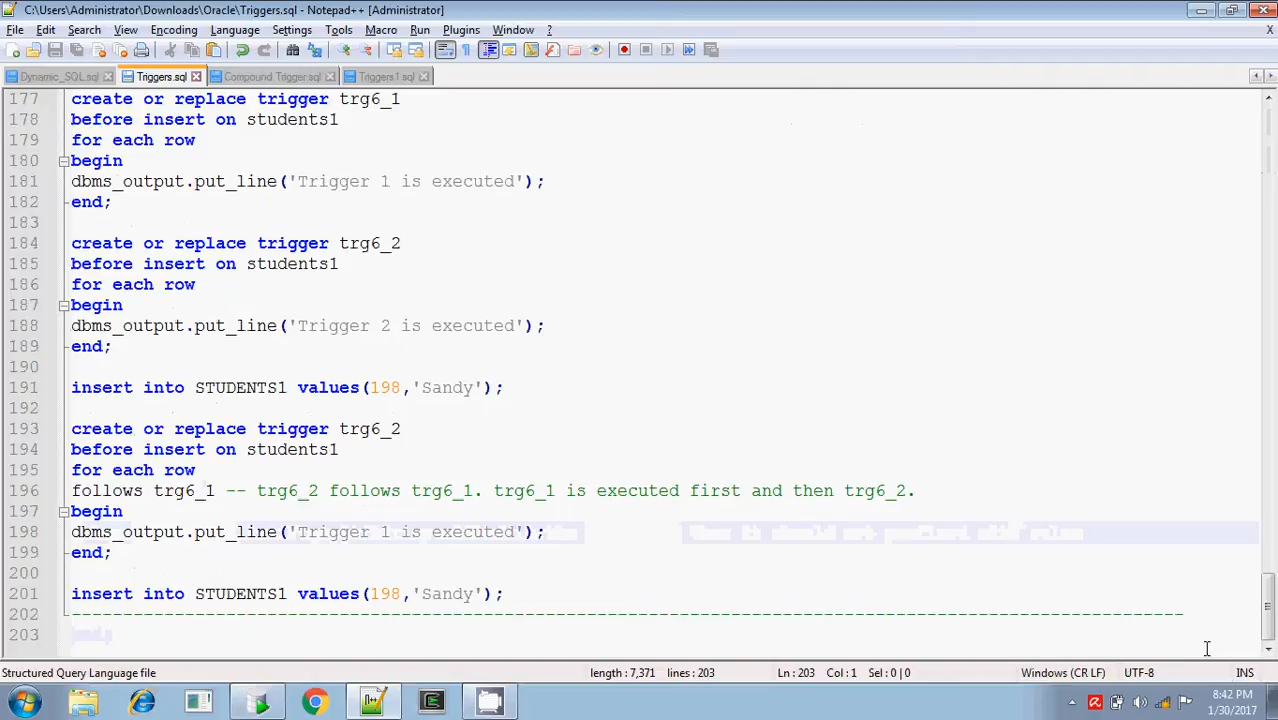 C:\Users\Administrator\Downloads\Oracle\Triggers.sql - Notepad++ [Administrator]
File Edit Search View Encoding Language Settings Tools Macro Run Plugins Window ? X
Dynamic_SQL.sql Triggers.sql Compound Trigger.sql Triggers1.sql
177 create or replace trigger trg6_1
178 before insert on students1
179 for each row
180 begin
181 dbms_output.put_line('Trigger 1 is executed');
182 end;
183
184 create or replace trigger trg6_2
185 before insert on students1
186 for each row
187 begin
188 dbms_output.put_line('Trigger 2 is executed');
189 end;
190
191 insert into STUDENTS1 values(198,'Sandy');
192
193 create or replace trigger trg6_2
194 before insert on students1
195 for each row
196 follows trg6_1 -- trg6_2 follows trg6_1. trg6_1 is executed first and then trg6_2.
197 begin
198 dbms_output.put_line('Trigger 1 is executed');
199 end;
200
201 insert into STUDENTS1 values(198,'Sandy');
202 --------------------------------------------------------------------------------------------------------------
203
Structured Query Language file length : 7,371 lines : 203 Ln : 203 Col : 1 Sel : 0 | 0 Windows (CR LF) UTF-8 INS
8:42 PM
1/30/2017